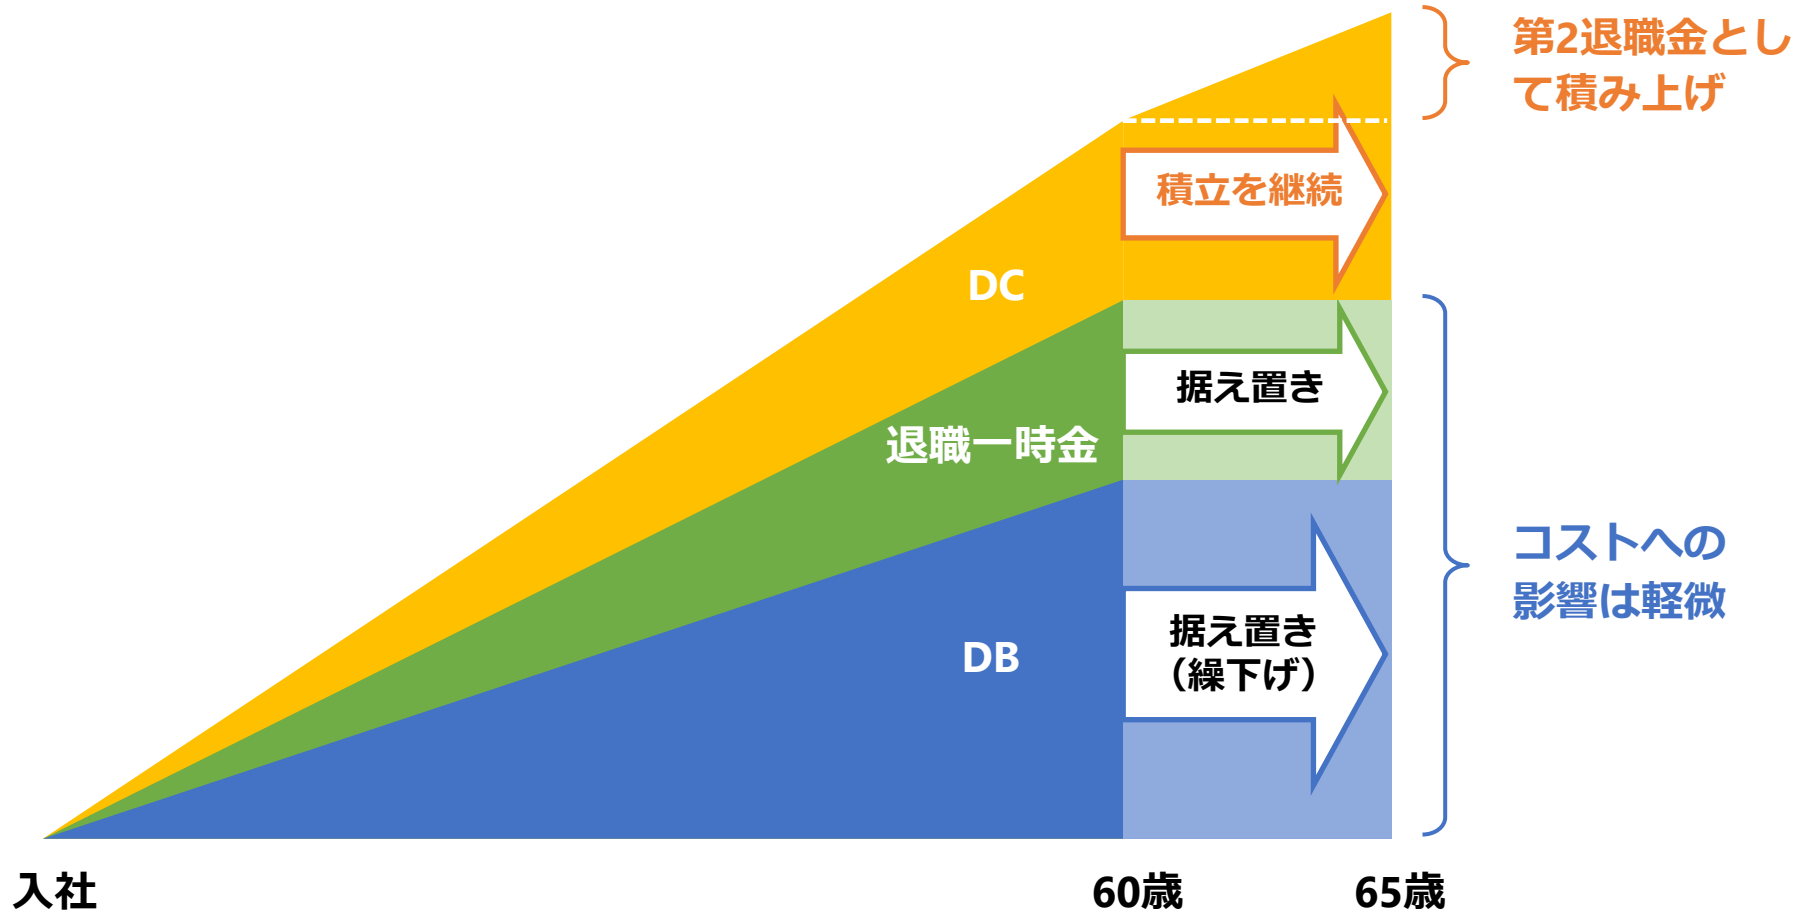 第2退職金とし
て積み上げ
積立を継続
DC
据え置き
退職一時金
コストへの
影響は軽微
据え置き
（繰下げ）
DB
入社
60歳
65歳